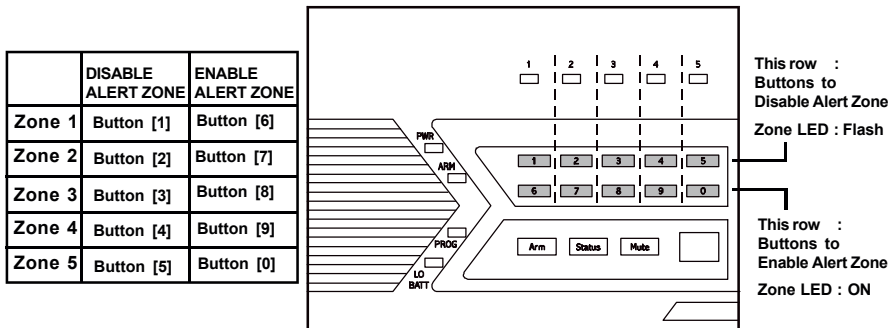 DISABLE ALERT ZONE ENABLE ALERT ZONE
Zone 1 Button [1] Button [6]
Zone 2 Button [2] Button [7]
Zone 3 Button [3] Button [8]
Zone 4 Button [4] Button [9]
Zone 5 Button [5] Button [0]
1 2 3 4 5
PWR
ARM
PROG
LO
BATT
1 2 3 4 5
6 7 8 9 0
Arm Status Mute
This row :
Buttons to
Disable Alert Zone
Zone LED : Flash
This row :
Buttons to
Enable Alert Zone
Zone LED : ON